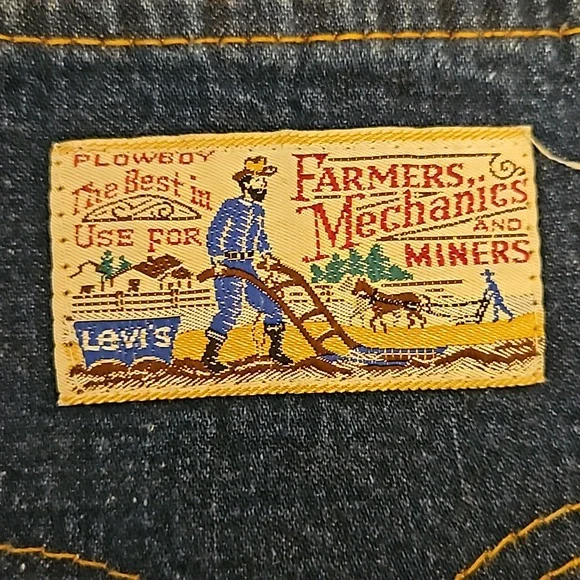 PLOWBOY
The Best in
USE FOR
FARMERS,
Mechanics
AND
MINERS
Levi's